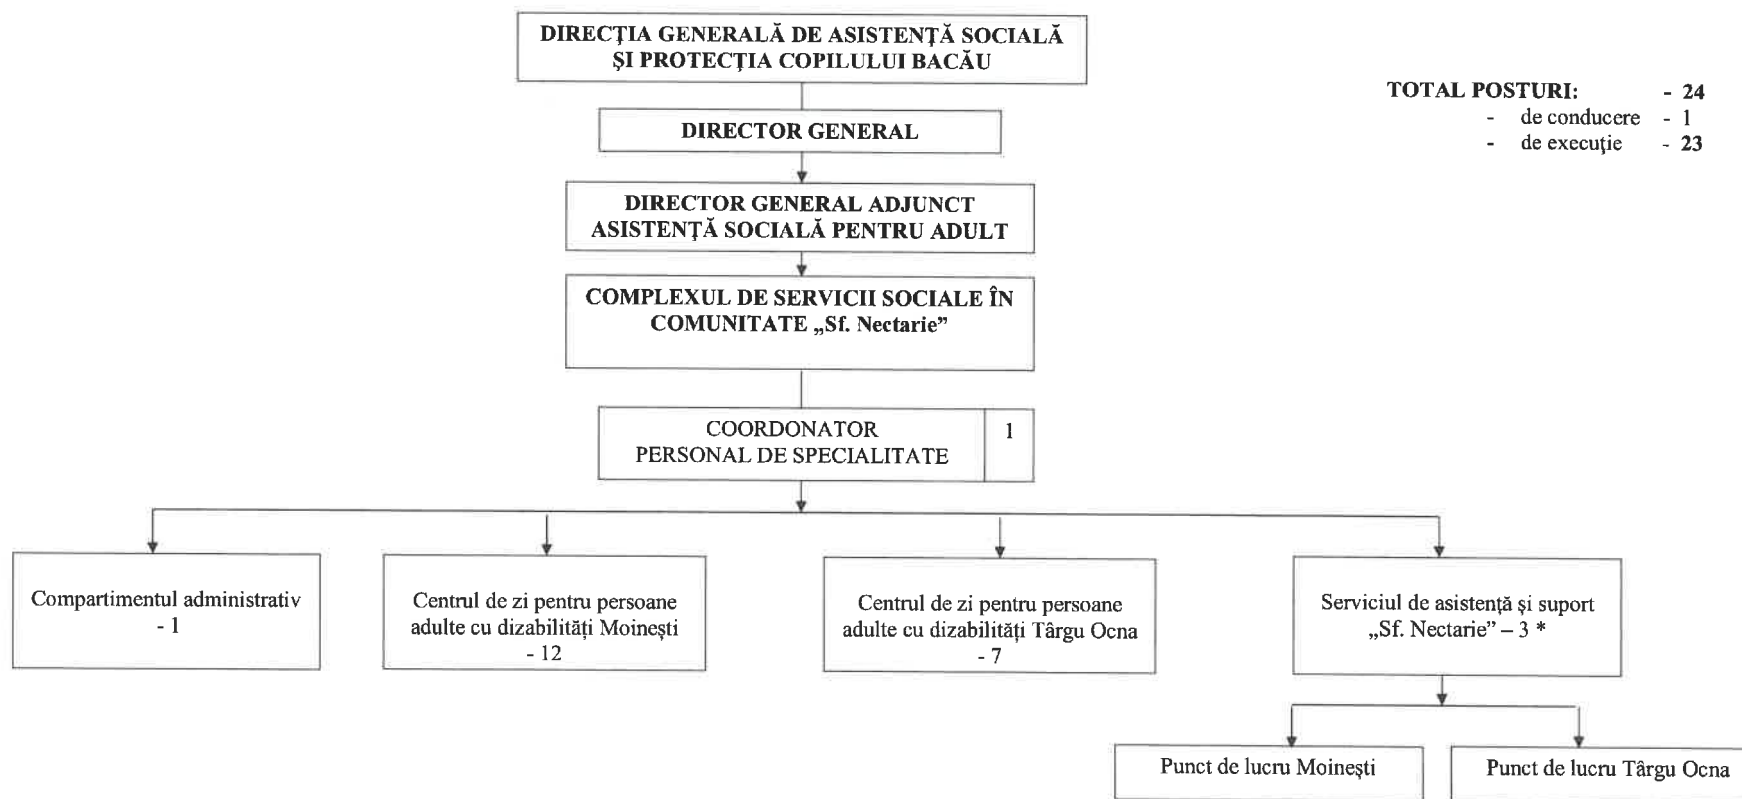 DIRECŢIA GENERALĂ DE ASISTENŢĂ SOCIALĂ
ŞI PROTECŢIA COPILULUI BACĂU
TOTAL POSTURI: - 24
- de conducere - 1
- de execuţie - 23
DIRECTOR GENERAL
DIRECTOR GENERAL ADJUNCT
ASISTENŢĂ SOCIALĂ PENTRU ADULT
COMPLEXUL DE SERVICII SOCIALE ÎN
COMUNITATE „Sf. Nectarie”
COORDONATOR
PERSONAL DE SPECIALITATE
1
Compartimentul administrativ
- 1
Centrul de zi pentru persoane
adulte cu dizabilităţi Moineşti
- 12
Centrul de zi pentru persoane
adulte cu dizabilităţi Târgu Ocna
- 7
Serviciul de asistenţă şi suport
„Sf. Nectarie” – 3 *
Punct de lucru Moineşti
Punct de lucru Târgu Ocna